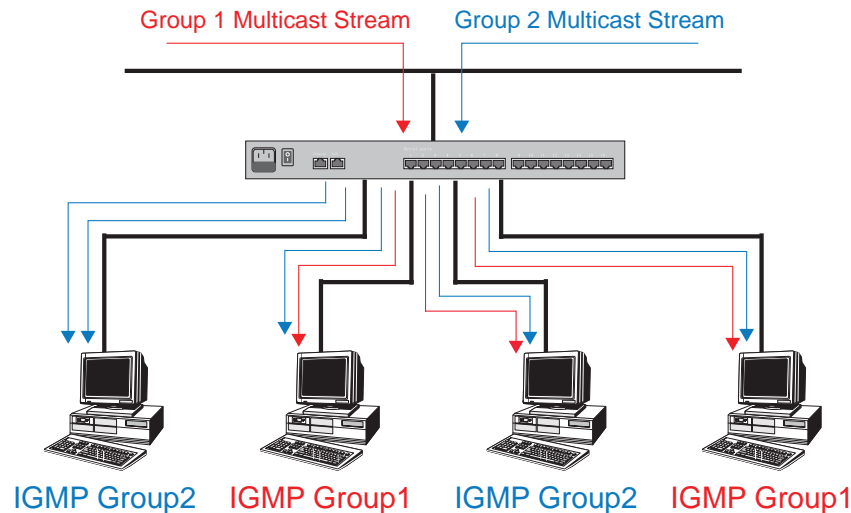 Group 1 Multicast Stream
Group 2 Multicast Stream
IGMP Group2
IGMP Group1
IGMP Group2
IGMP Group1